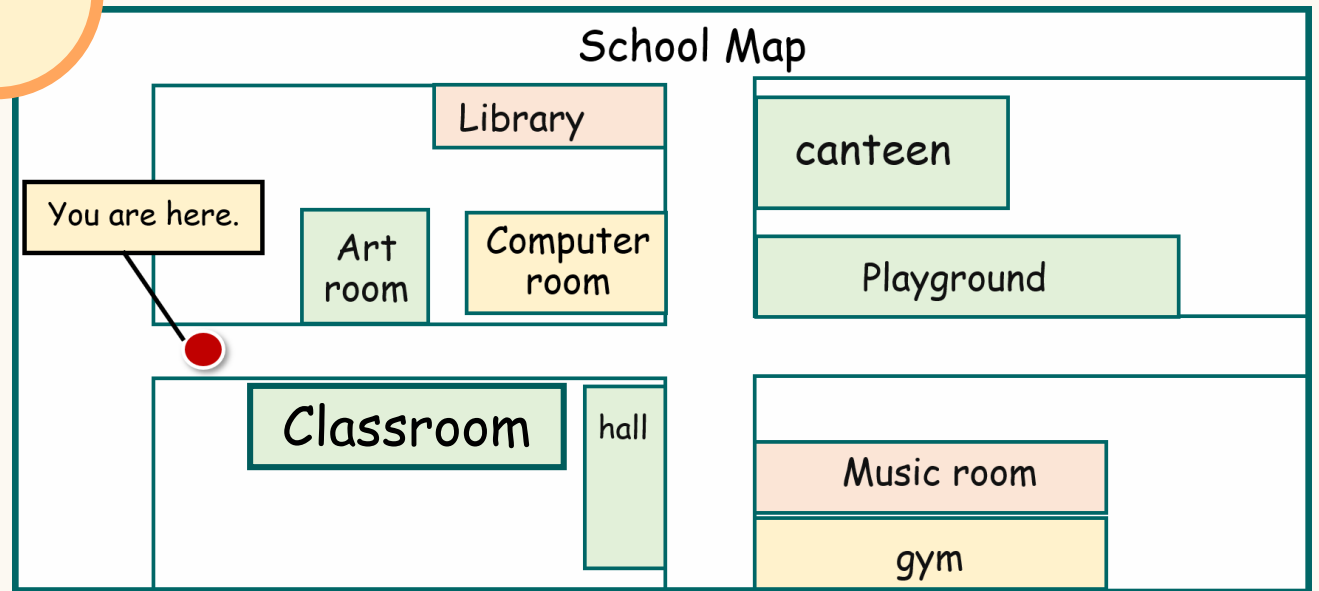 School Map
Library
canteen
You are here.
Art
room
Computer
room
Playground
Classroom
hall
Music room
gym